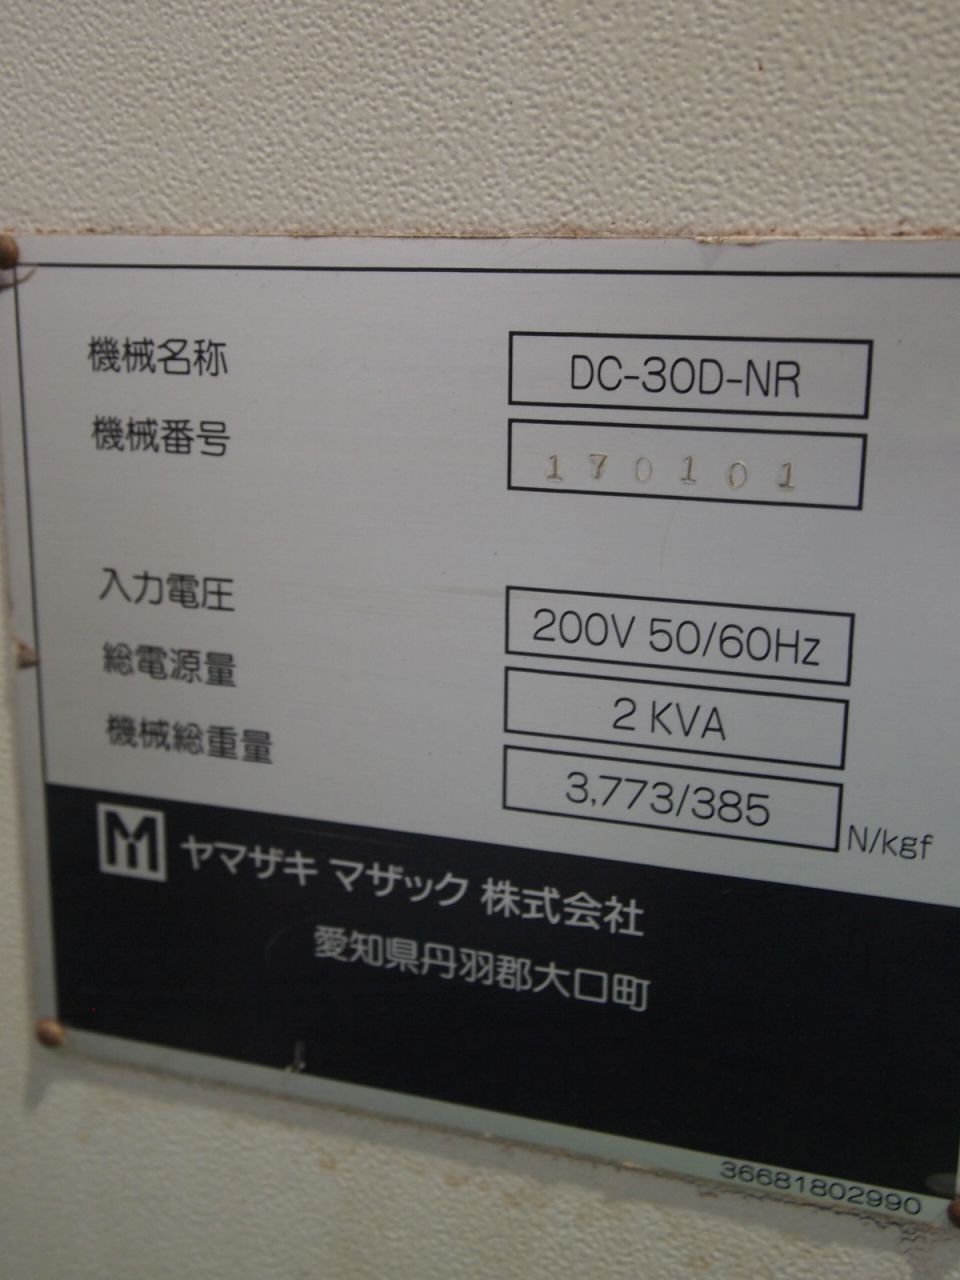 機械名称 DC-30D-NR
機械番号 170101
入力電圧 200V 50/60Hz
総電源量 2 KVA
機械総重量 3,773/385 N/kgf
M ヤマザキ マザック 株式会社
愛知県丹羽郡大口町
36681802990